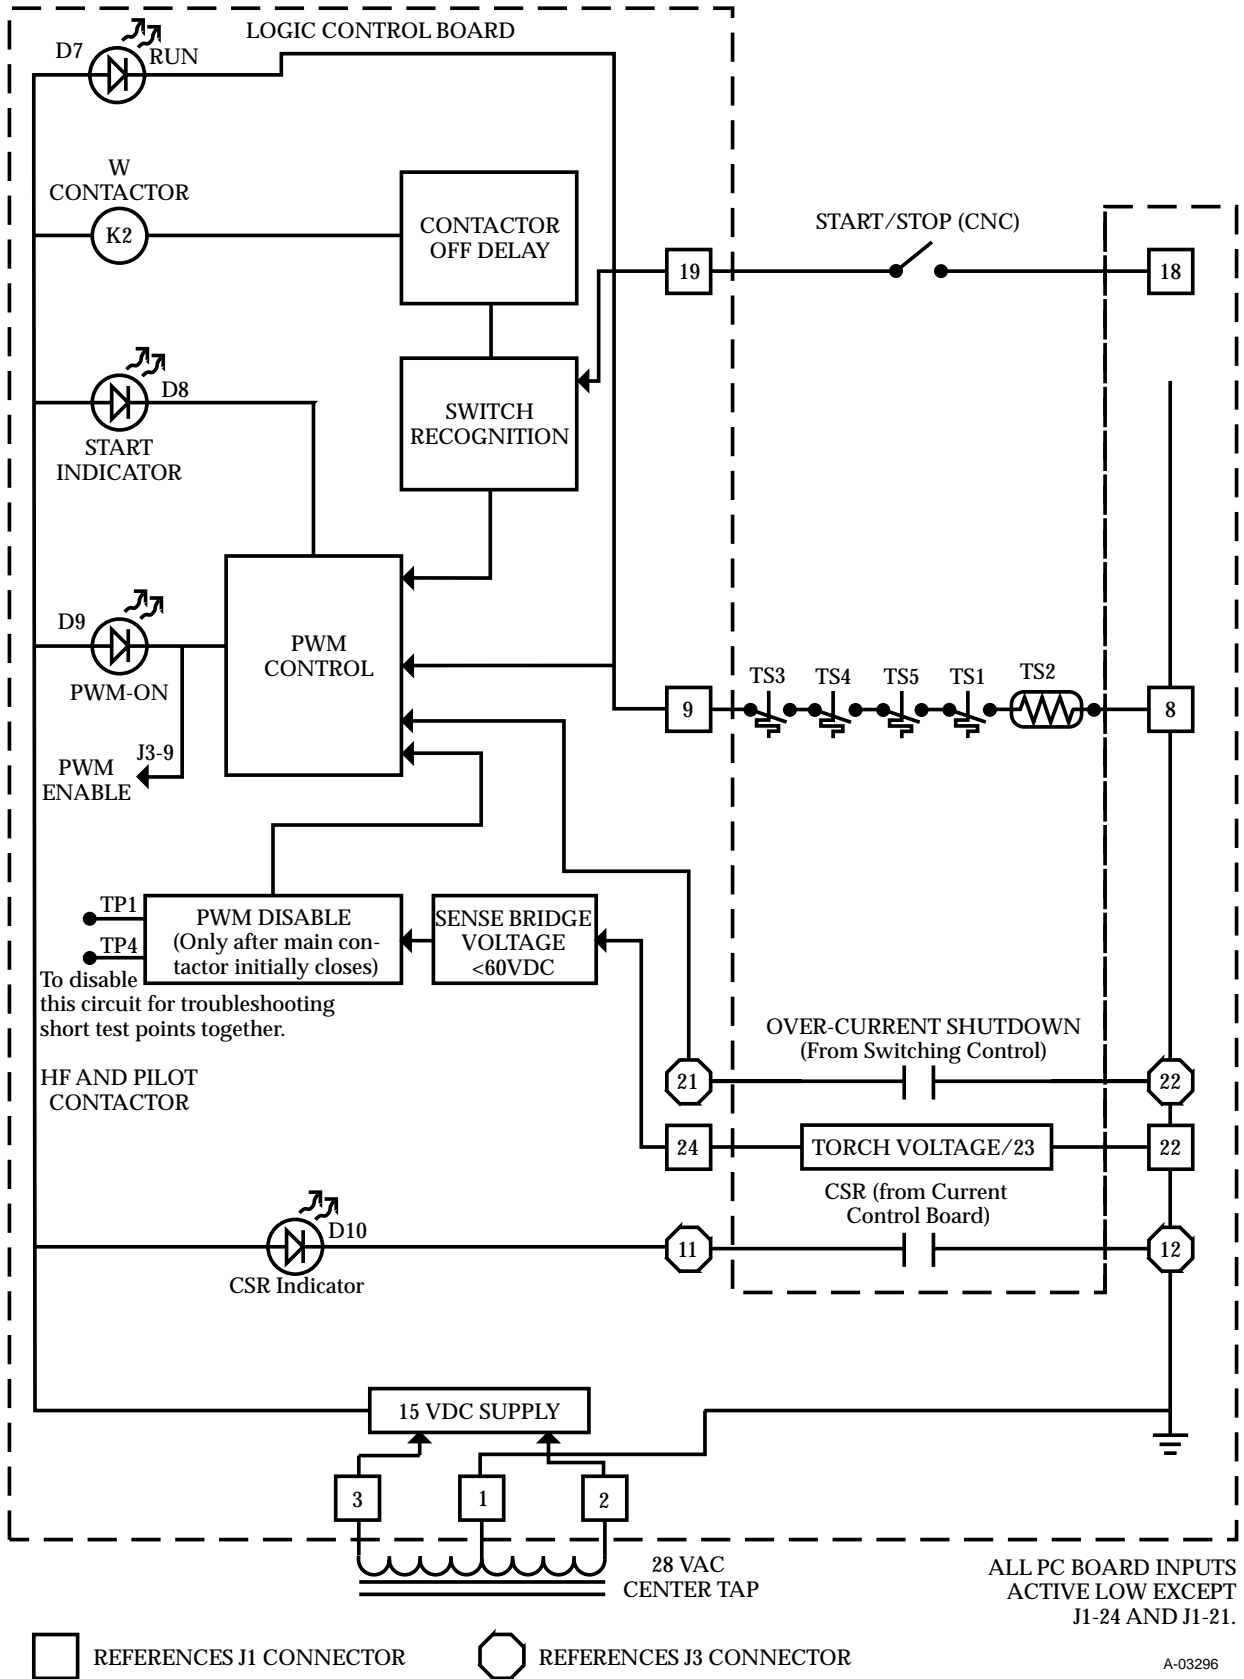 LOGIC CONTROL BOARD
D7
RUN
W
CONTACTOR
K2
CONTACTOR
OFF DELAY
START/STOP (CNC)
19
18
D8
START
INDICATOR
SWITCH
RECOGNITION
D9
PWM-ON
J3-9
PWM
ENABLE
PWM
CONTROL
9
TS3
TS4
TS5
TS1
TS2
8
TP1
TP4
PWM DISABLE
(Only after main con-
tactor initially closes)
SENSE BRIDGE
VOLTAGE
<60VDC
To disable
this circuit for troubleshooting
short test points together.
OVER-CURRENT SHUTDOWN
(From Switching Control)
21
22
HF AND PILOT
CONTACTOR
24
TORCH VOLTAGE/23
22
CSR (from Current
Control Board)
D10
CSR Indicator
11
12
15 VDC SUPPLY
3
1
2
28 VAC
CENTER TAP
ALL PC BOARD INPUTS
ACTIVE LOW EXCEPT
J1-24 AND J1-21.
REFERENCES J1 CONNECTOR
REFERENCES J3 CONNECTOR
A-03296